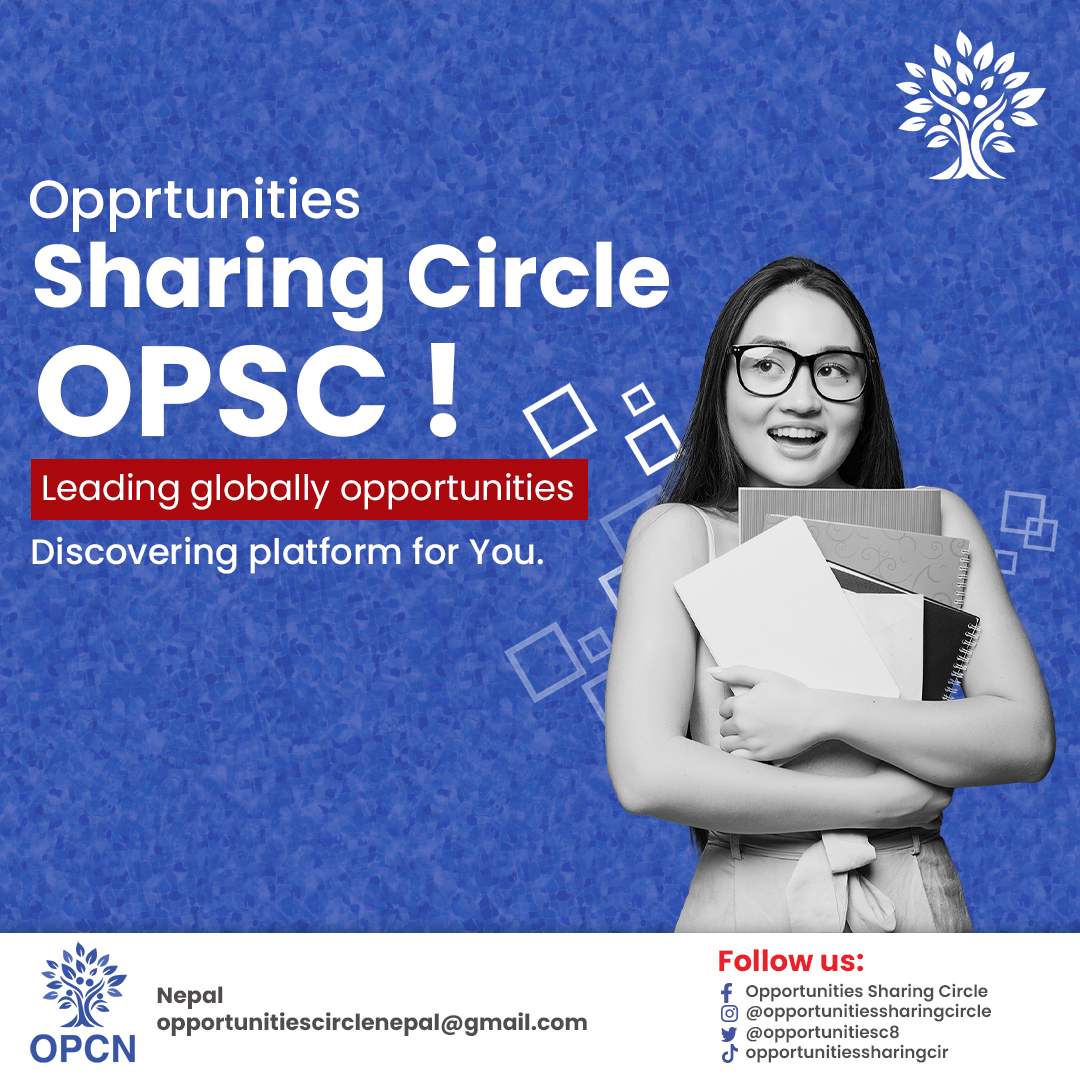 Opprtunities
Sharing Circle
OPSC !
Leading globally opportunities
Discovering platform for You.
OPCN
Nepal
opportunitiescirclenepal@gmail.com
Follow us:
Opportunities Sharing Circle
@opportunitiessharingcircle
@opportunitiesc8
opportunitiessharingcir